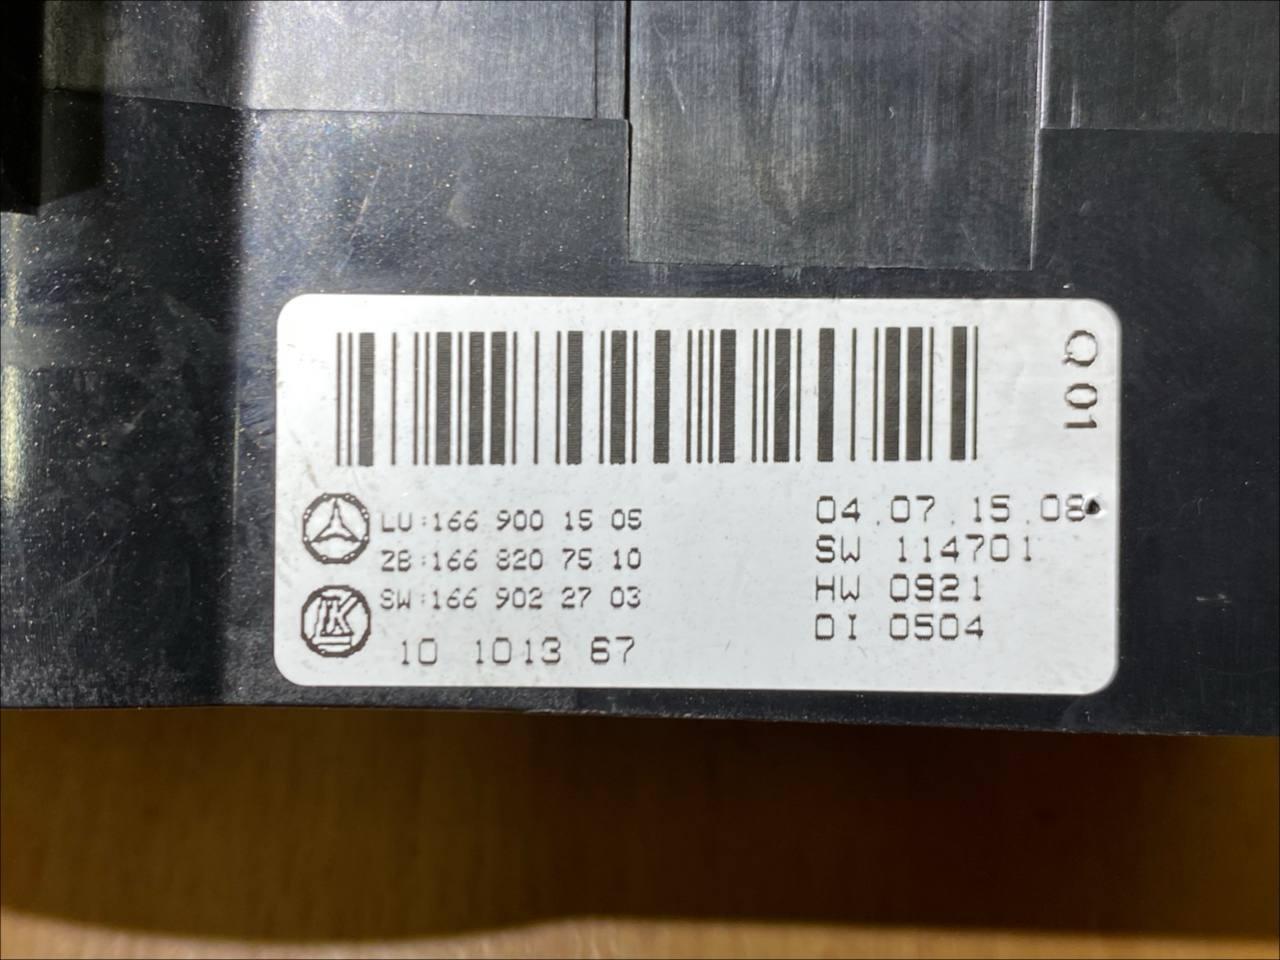 Q01
LU:166 900 15 05
ZB:166 820 75 10
SW:166 902 27 03
10 1013 67
04.07.15.08
SW 114701
HW 0921
DI 0504